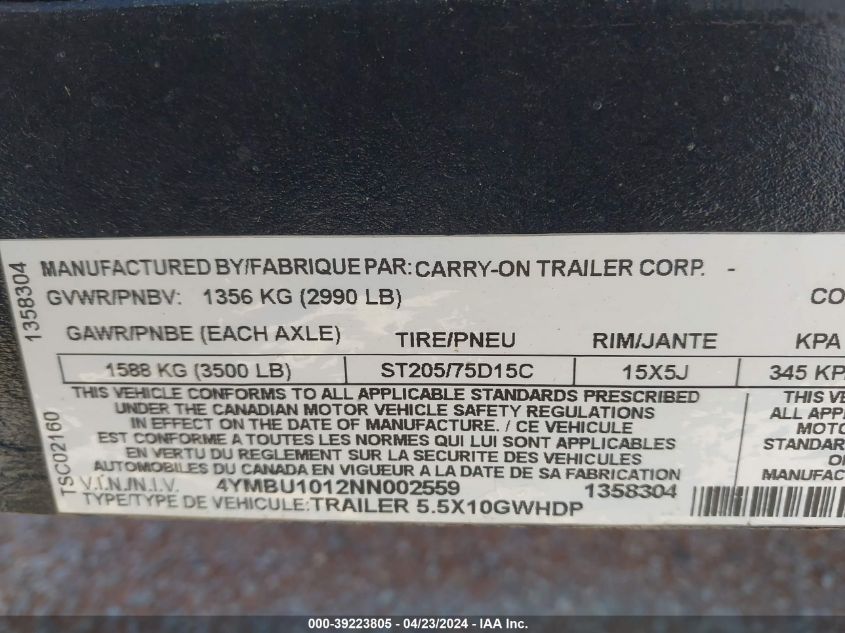 1358304
TSC02160
MANUFACTURED BY/FABRIQUE PAR: CARRY-ON TRAILER CORP. -
GVWR/PNBV: 1356 KG (2990 LB)
CO
GAWR/PNBE (EACH AXLE) TIRE/PNEU RIM/JANTE KPA
1588 KG (3500 LB) ST205/75D15C 15X5J 345 KP
THIS VEHICLE CONFORMS TO ALL APPLICABLE STANDARDS PRESCRIBED
UNDER THE CANADIAN MOTOR VEHICLE SAFETY REGULATIONS
IN EFFECT ON THE DATE OF MANUFACTURE. / CE VEHICULE
EST CONFORME A TOUTES LES NORMES QUI LUI SONT APPLICABLES
EN VERTU DU REGLEMENT SUR LA SECURITE DES VEHICULES
AUTOMOBILES DU CANADA EN VIGUEUR A LA DATE DE SA FABRICATION
THIS V
ALL APP
MOTO
STANDAR
O
MANUFACT
V.I.N./N.I.V. 4YMBU1012NN002559 1358304
TYPE/TYPE DE VEHICULE: TRAILER 5.5X10GWHDP
000-39223805 - 04/23/2024 - IAA Inc.